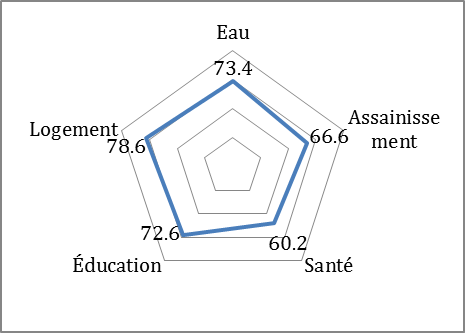 Eau
73.4
Assainisse
ment
66.6
Logement
78.6
72.6
60.2
Éducation
Santé